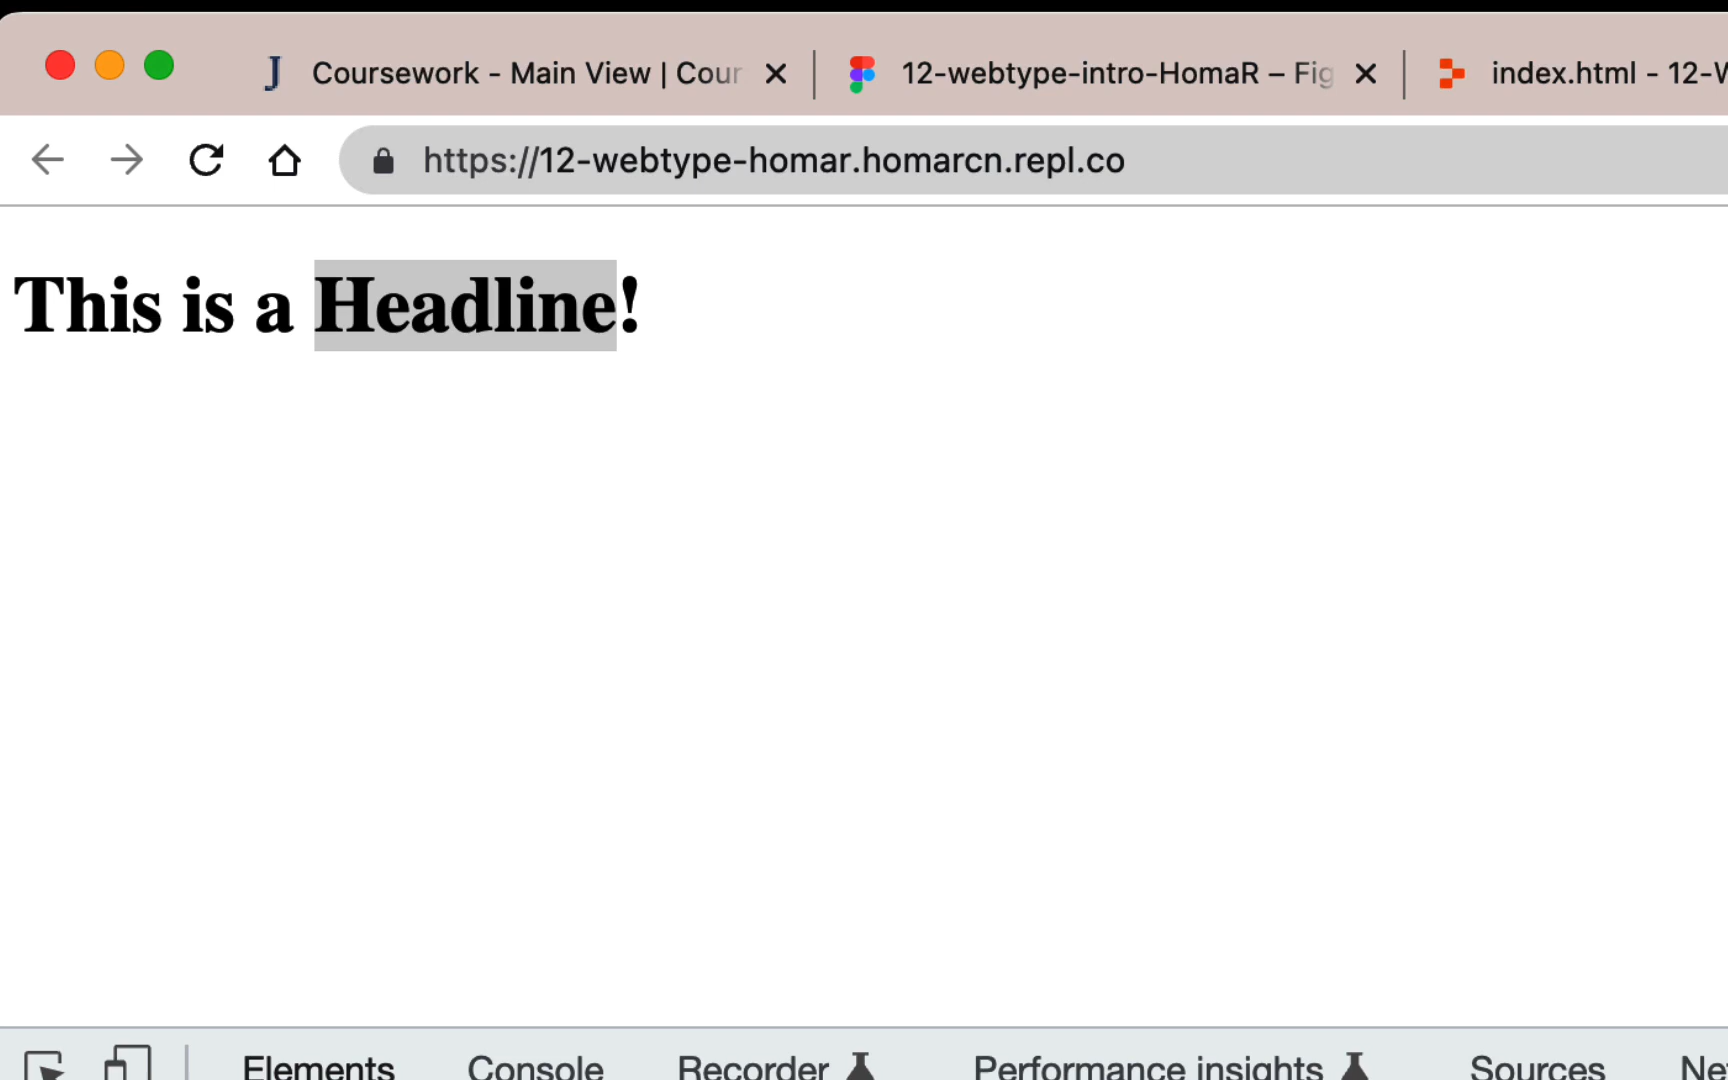 J Coursework - Main View | Cour
12-webtype-intro-HomaR – Fig
index.html - 12-W
https://12-webtype-homar.homarcn.repl.co
This is a Headline!
Elements Console Recorder Performance insights Sources Ne